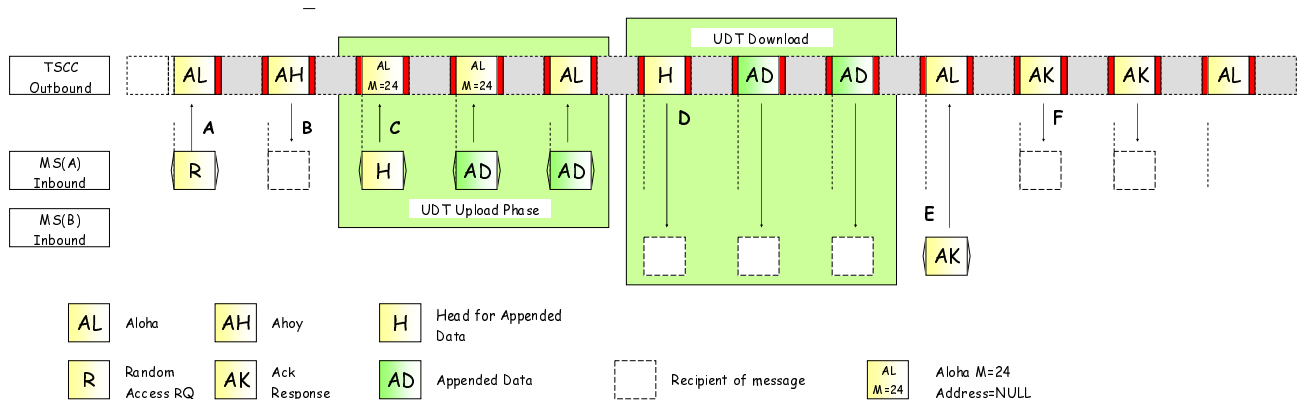 UDT Download
TSCC
Outbound
AL
AH
AL
M=24
AL
M=24
AL
H
AD
AD
AL
AK
AK
AL
A
B
C
D
F
MS(A)
Inbound
R
H
AD
AD
UDT Upload Phase
MS(B)
Inbound
E
AK
AL
Aloha
AH
Ahoy
H
Head for Appended
Data
R
Random
Access RQ
AK
Ack
Response
AD
Appended Data
Recipient of message
AL
M=24
Aloha M=24
Address=NULL